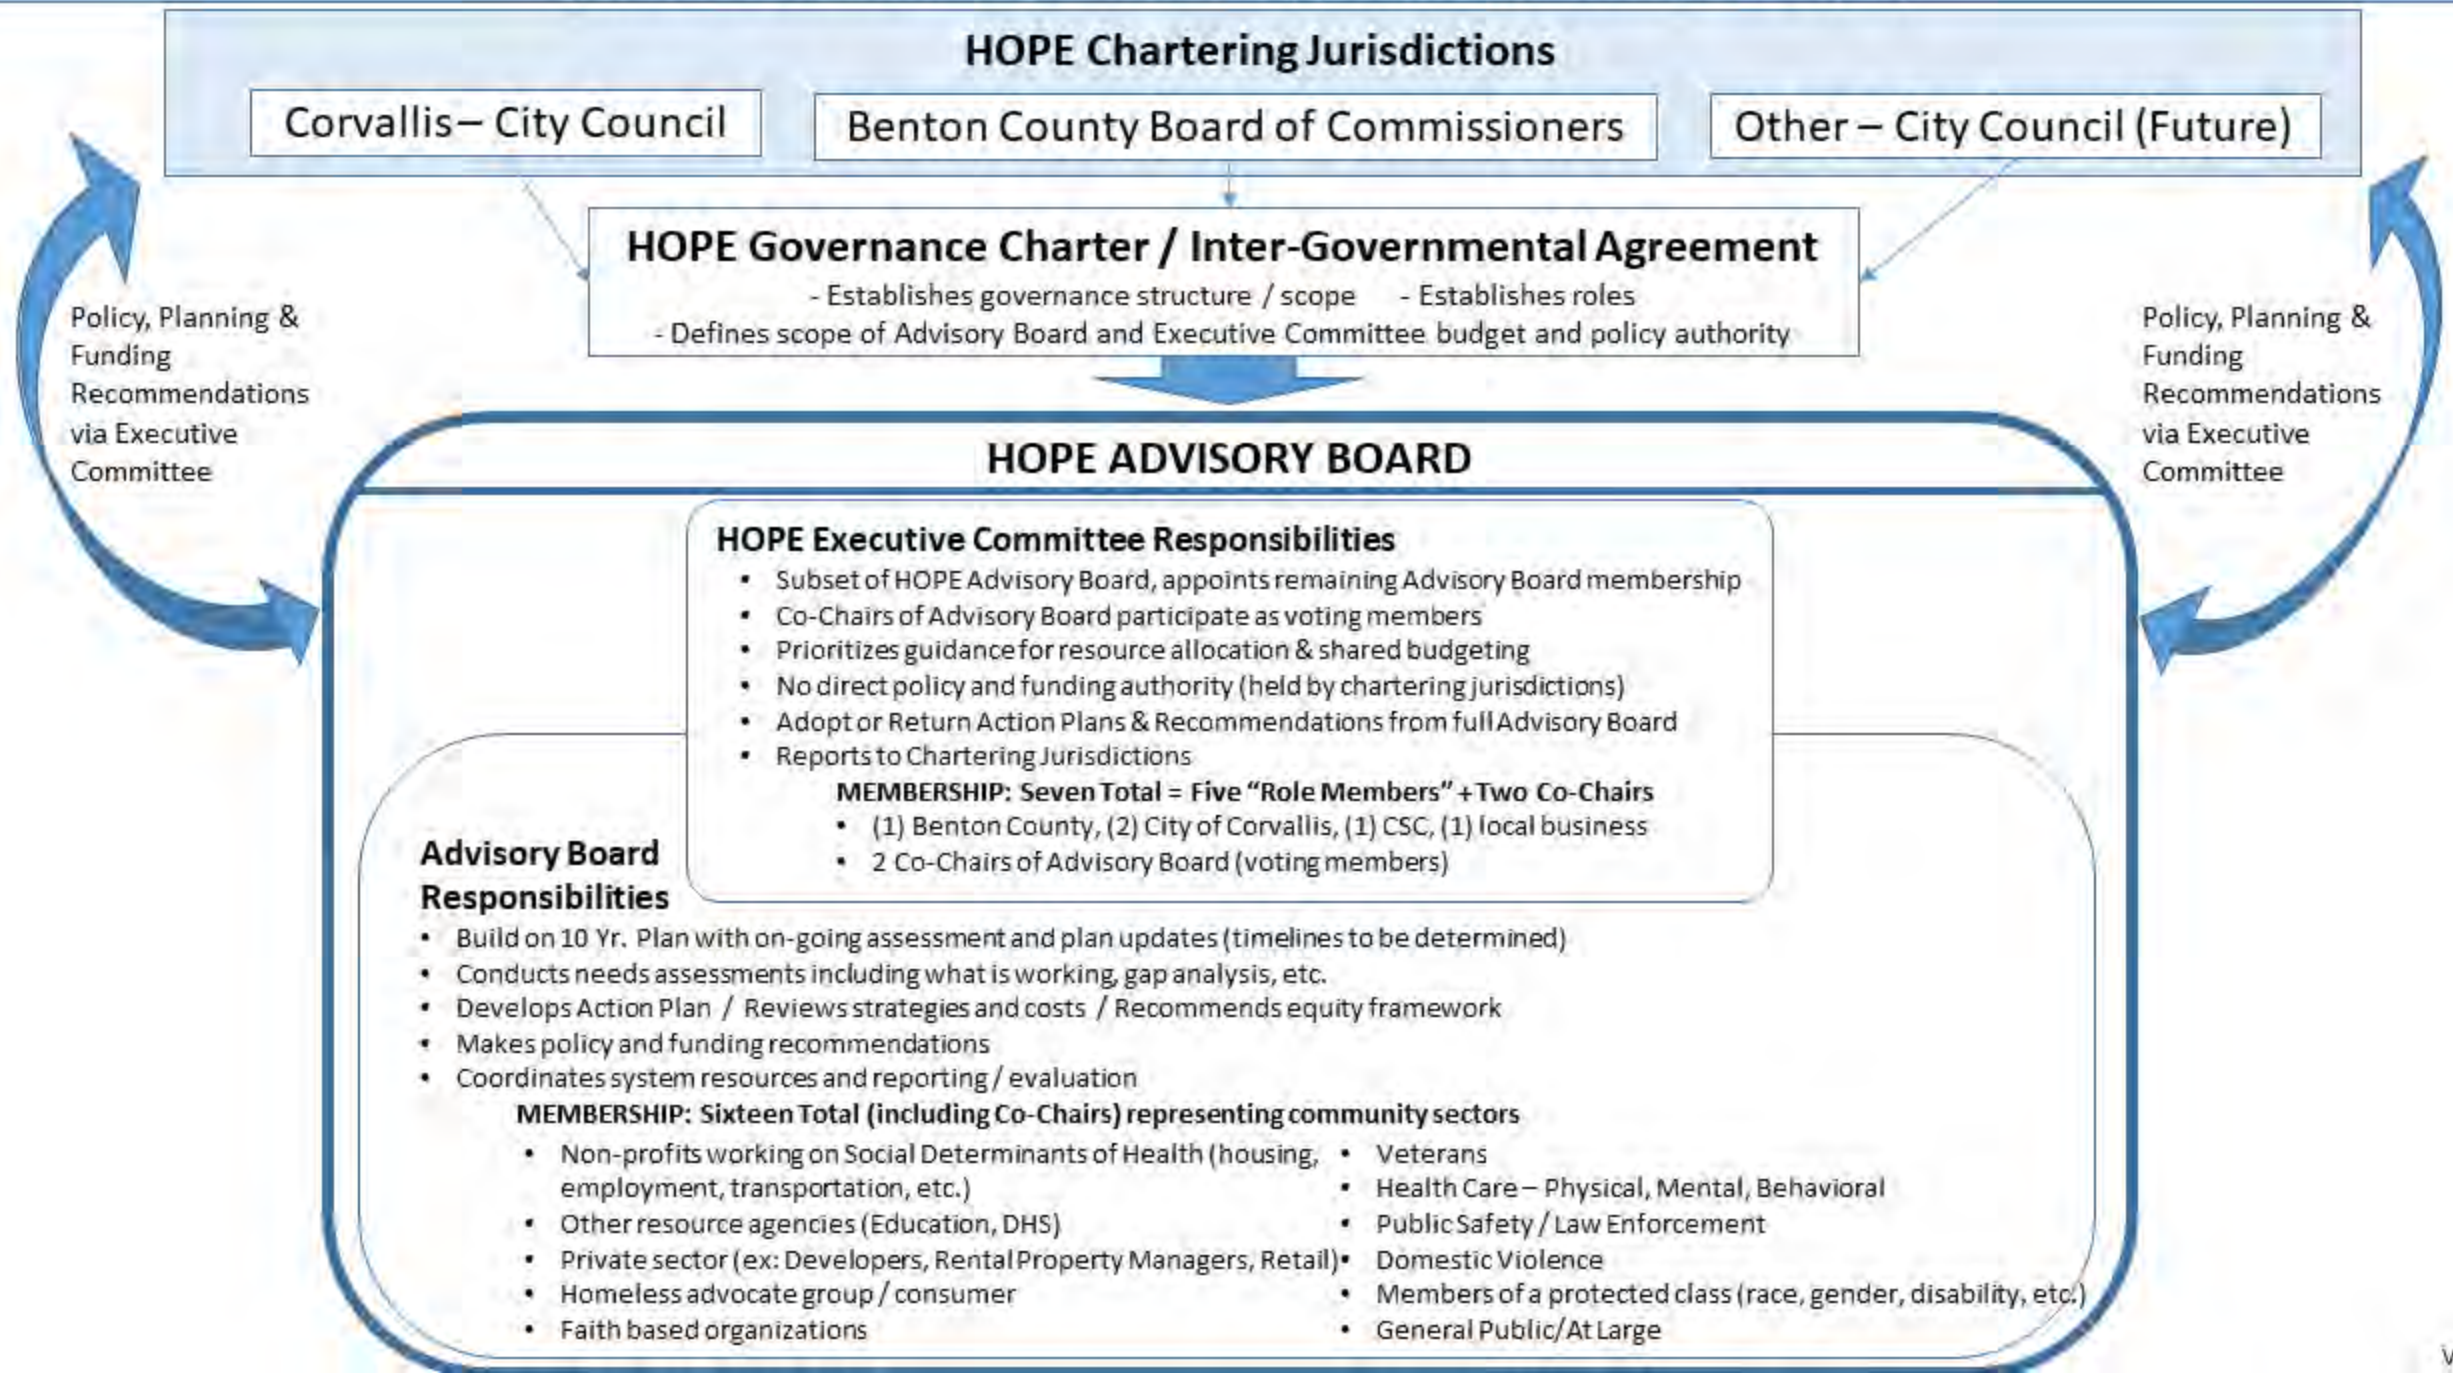 HOPE Chartering Jurisdictions
Corvallis– City Council
Benton County Board of Commissioners
Other – City Council (Future)
HOPE Governance Charter / Inter-Governmental Agreement
- Establishes governance structure / scope - Establishes roles
- Defines scope of Advisory Board and Executive Committee budget and policy authority
Policy, Planning &
Funding
Recommendations
via Executive
Committee
Policy, Planning &
Funding
Recommendations
via Executive
Committee
HOPE ADVISORY BOARD
HOPE Executive Committee Responsibilities
• Subset of HOPE Advisory Board, appoints remaining Advisory Board membership
• Co-Chairs of Advisory Board participate as voting members
• Prioritizes guidance for resource allocation & shared budgeting
• No direct policy and funding authority (held by chartering jurisdictions)
• Adopt or Return Action Plans & Recommendations from full Advisory Board
• Reports to Chartering Jurisdictions
MEMBERSHIP: Seven Total = Five “Role Members” + Two Co-Chairs
• (1) Benton County, (2) City of Corvallis, (1) CSC, (1) local business
• 2 Co-Chairs of Advisory Board (voting members)
Advisory Board
Responsibilities
• Build on 10 Yr. Plan with on-going assessment and plan updates (timelines to be determined)
• Conducts needs assessments including what is working, gap analysis, etc.
• Develops Action Plan / Reviews strategies and costs / Recommends equity framework
• Makes policy and funding recommendations
• Coordinates system resources and reporting / evaluation
MEMBERSHIP: Sixteen Total (including Co-Chairs) representing community sectors
• Non-profits working on Social Determinants of Health (housing,
employment, transportation, etc.)
• Other resource agencies (Education, DHS)
• Private sector (ex: Developers, Rental Property Managers, Retail)
• Homeless advocate group / consumer
• Faith based organizations
• Veterans
• Health Care – Physical, Mental, Behavioral
• Public Safety / Law Enforcement
• Domestic Violence
• Members of a protected class (race, gender, disability, etc.)
• General Public/At Large